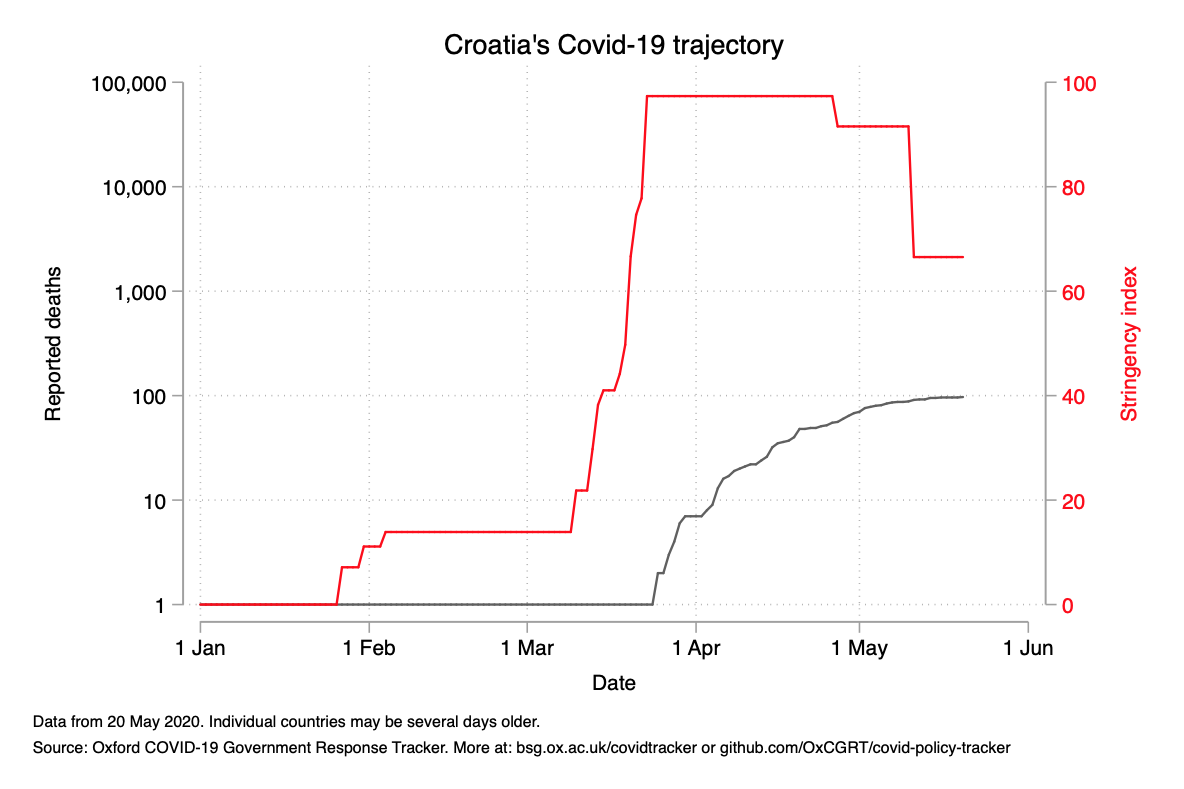 Croatia's Covid-19 trajectory
100,000
10,000
1,000
100
10
1
Reported deaths
100
80
60
40
20
0
Stringency index
1 Jan
1 Feb
1 Mar
1 Apr
1 May
1 Jun
Date
Data from 20 May 2020. Individual countries may be several days older.
Source: Oxford COVID-19 Government Response Tracker. More at: bsg.ox.ac.uk/covidtracker or github.com/OxCGRT/covid-policy-tracker